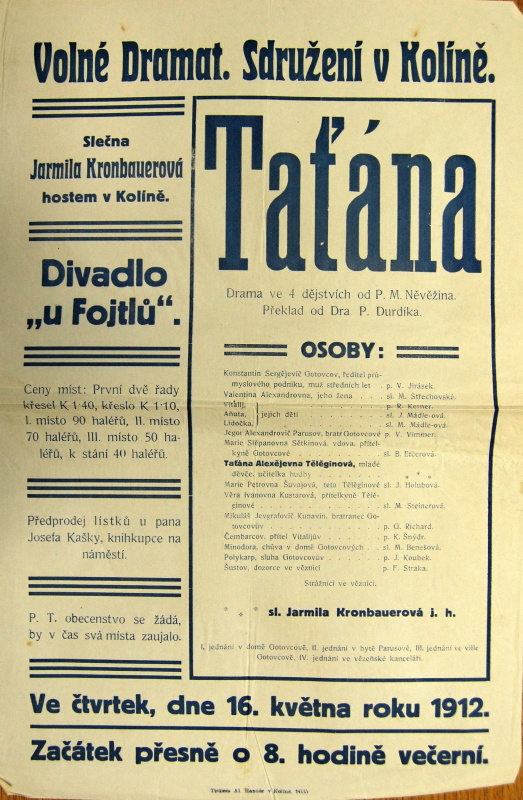 Volné Dramat. Sdružení v Kolíně.
Slečna
Jarmila Kronbauerová
hostem v Kolíně.
Divadlo
„u Fojtlů“.
Ceny míst: První dvě řady
křesel K 1·40, křeslo K 1·10,
I. místo 90 haléřů, II. místo
70 haléřů, III. místo 50 ha-
léřů, k stání 40 haléřů.
Předprodej lístků u pana
Josefa Kašky, knihkupce na
náměstí.
P. T. obecenstvo se žádá,
by v čas svá místa zaujalo.
Taťána
Drama ve 4 dějstvích od P. M. Něvěžina.
Překlad od Dra P. Durdíka.
OSOBY:
Konstantin Sergějevič Gotovcov, ředitel prů-
myslového podniku, muž středních let . p. V. Jirásek.
Valentina Alexandrovna, jeho žena . . . sl. M. Střechovská.
Vitálij, p. R. Kerner.
Aňuta, jejich děti sl. J. Mádle-ová.
Lidočka, sl. M. Mádle-ová.
Jegor Alexandrovič Parusov, bratr Gotovcové p. V. Vimmer.
Marie Štěpanovna Sětkinová, vdova, přítel-
kyně Gotovcové . . . sl. B. Etčerová.
Taťána Alexějevna Tělěginová, mladé
děvče, učitelka hudby . . . * * *
Marie Petrovna Šuvajová, teta Tělěginové sl. J. Holubová.
Věra Ivanovna Kustarová, přítelkyně Tělě-
ginové . . . sl. M. Steinerová.
Mikuláš Jevgrafovič Kunavin, bratranec Go-
tovcovův . . . p. G. Richard.
Čembarcov, přítel Vitalijův . . . p. K. Šnýdr.
Minodora, chůva v domě Gotovcových . sl. M. Benešová.
Polykarp, sluha Gotovcovův . . . p. J. Koubek.
Šustov, dozorce ve věznici . . . p. F. Straka.
Strážníci ve věznici.
* * * sl. Jarmila Kronbauerová j. h.
I. jednání v domě Gotovcově, II. jednání v bytě Parusově, III. jednání ve ville
Gotovcově, IV. jednání ve vězeňské kanceláři.
Ve čtvrtek, dne 16. května roku 1912.
Začátek přesně o 8. hodině večerní.
Tiskem Al. v Kolíně.